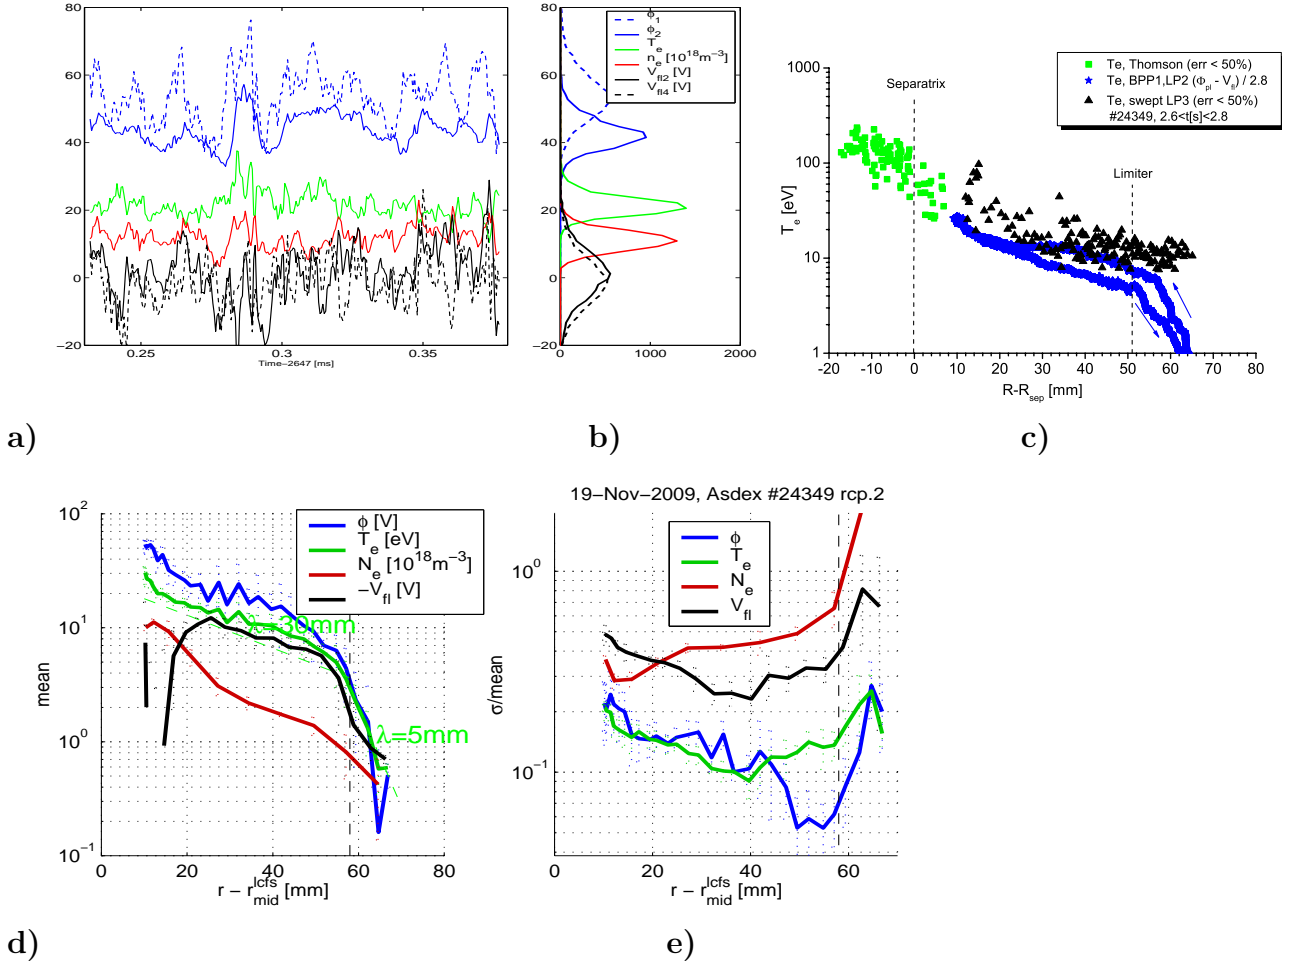 80
60
40
20
0
−20
0.25
0.3
0.35
Time−2647 [ms]
a)
80
60
40
20
0
−20
0
1000
2000
ϕ1
ϕ2
Te
ne [10^18 m^−3]
Vfl2 [V]
Vfl4 [V]
b)
Te, Thomson (err < 50%)
Te, BPP1,LP2 (Φpl - Vfl) / 2.8
Te, swept LP3 (err < 50%)
#24349, 2.6<t[s]<2.8
Separatrix
Limiter
1000
100
10
1
Te [eV]
-20 -10 0 10 20 30 40 50 60 70 80
R-Rsep [mm]
c)
10^2
10^1
10^0
10^−1
mean
ϕ [V]
Te [eV]
Ne [10^18 m^−3]
−Vfl [V]
λ=30mm
λ=5mm
0 20 40 60 80
r − r_mid^lcfs [mm]
d)
19−Nov−2009, Asdex #24349 rcp.2
ϕ
Te
Ne
Vfl
10^0
10^−1
σ/mean
0 20 40 60
r − r_mid^lcfs [mm]
e)